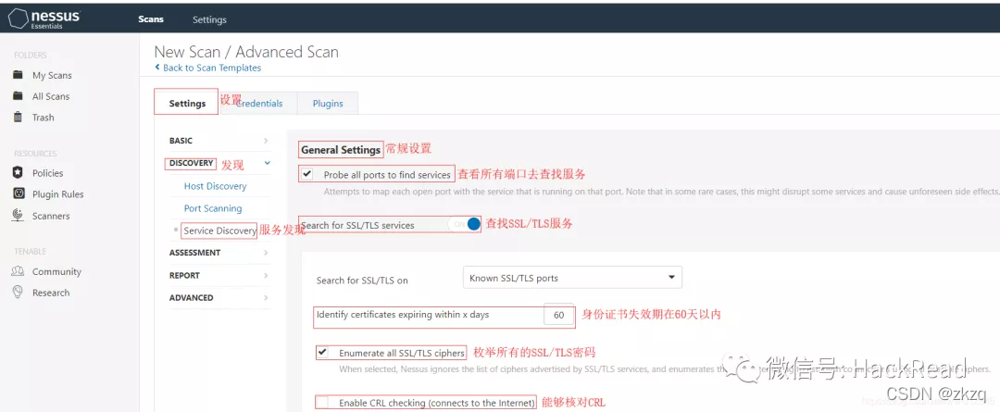 nessus
Essentials
Scans
Settings
FOLDERS
My Scans
All Scans
Trash
RESOURCES
Policies
Plugin Rules
Scanners
TENABLE
Community
Research
New Scan / Advanced Scan
Back to Scan Templates
Settings 设置
Credentials
Plugins
BASIC
DISCOVERY 发现
Host Discovery
Port Scanning
Service Discovery 服务发现
ASSESSMENT
REPORT
ADVANCED
General Settings 常规设置
Probe all ports to find services 查看所有端口去查找服务
Attempts to map each open port with the service that is running on that port. Note that in some rare cases, this might disrupt some services and cause unforeseen side effects.
Search for SSL/TLS services ON 查找SSL/TLS服务
Search for SSL/TLS on Known SSL/TLS ports
Identify certificates expiring within x days 60 身份证书失效期在60天以内
Enumerate all SSL/TLS ciphers 枚举所有的SSL/TLS密码
When selected, Nessus ignores the list of ciphers advertised by SSL/TLS services, and enumerates ciphers.
Enable CRL checking (connects to the Internet) 能够核对CRL
微信号: HackRead
CSDN @zkzq